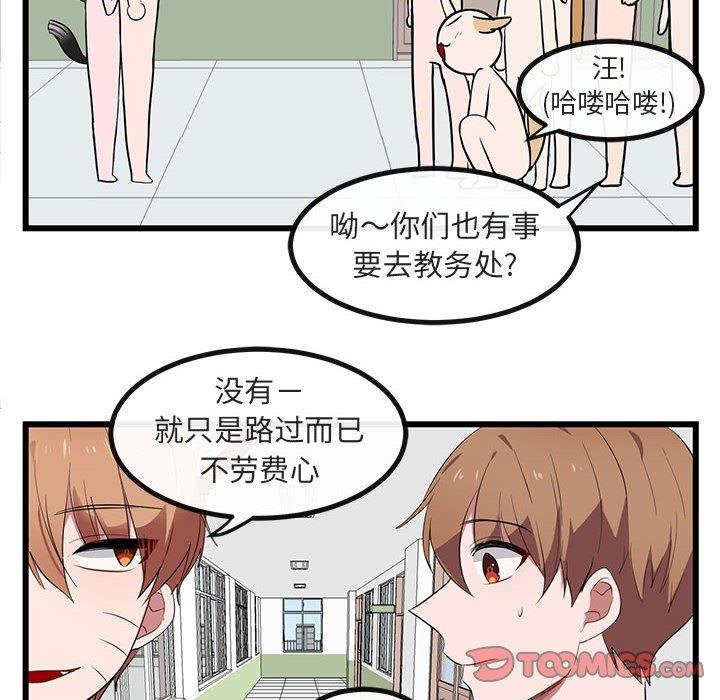 汪!
(哈喽哈喽!)
呦～你们也有事
要去教务处?
没有－
就只是路过而已
不劳费心
TOOMICS.COM